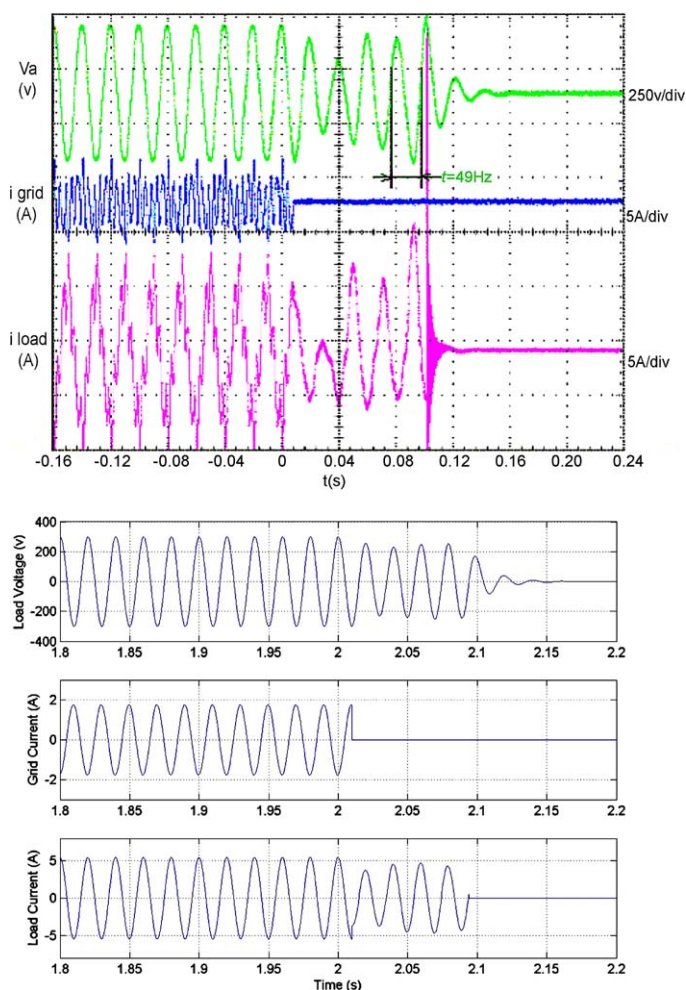 Va
(v)
250v/div
t=49Hz
i grid
(A)
5A/div
i load
(A)
5A/div
-0.16 -0.12 -0.08 -0.04 0 0.04 0.08 0.12 0.16 0.20 0.24
t(s)
400
200
0
-200
-400
Load Voltage (v)
1.8 1.85 1.9 1.95 2 2.05 2.1 2.15 2.2
2
0
-2
Grid Current (A)
1.8 1.85 1.9 1.95 2 2.05 2.1 2.15 2.2
5
0
-5
Load Current (A)
1.8 1.85 1.9 1.95 2 2.05 2.1 2.15 2.2
Time (s)